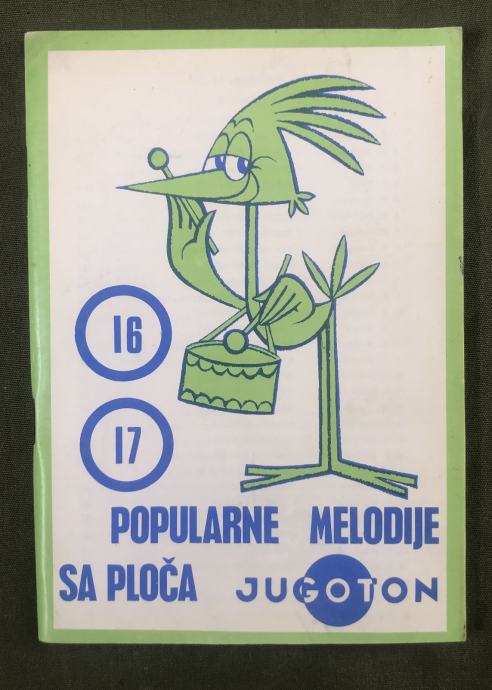 16
17
POPULARNE MELODIJE
SA PLOČA JUGOTON